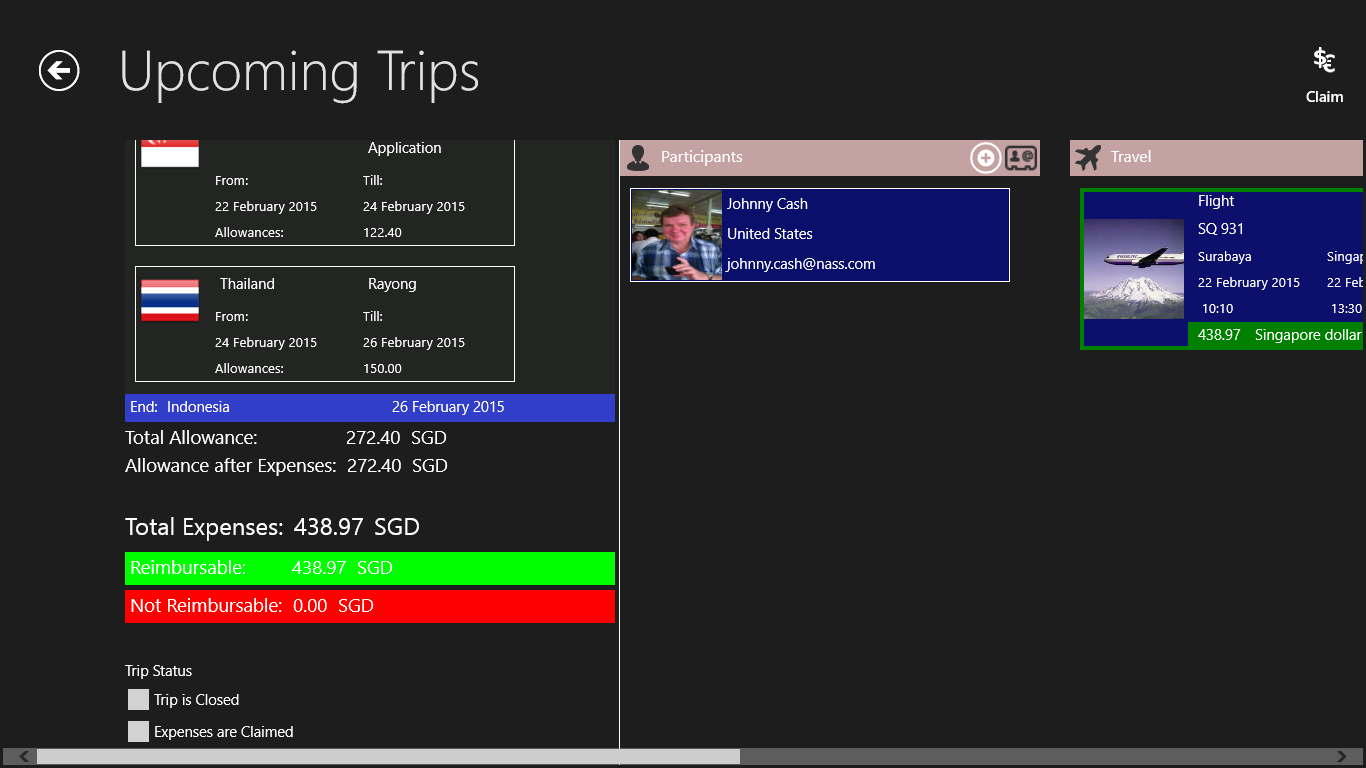 Upcoming Trips
Claim
Application
From: Till:
22 February 2015 24 February 2015
Allowances: 122.40
Thailand Rayong
From: Till:
24 February 2015 26 February 2015
Allowances: 150.00
End: Indonesia 26 February 2015
Total Allowance: 272.40 SGD
Allowance after Expenses: 272.40 SGD
Total Expenses: 438.97 SGD
Reimbursable: 438.97 SGD
Not Reimbursable: 0.00 SGD
Trip Status
Trip is Closed
Expenses are Claimed
Participants
Johnny Cash
United States
johnny.cash@nass.com
Travel
Flight
SQ 931
Surabaya Singap
22 February 2015 22 Feb
10:10 13:30
438.97 Singapore dollar